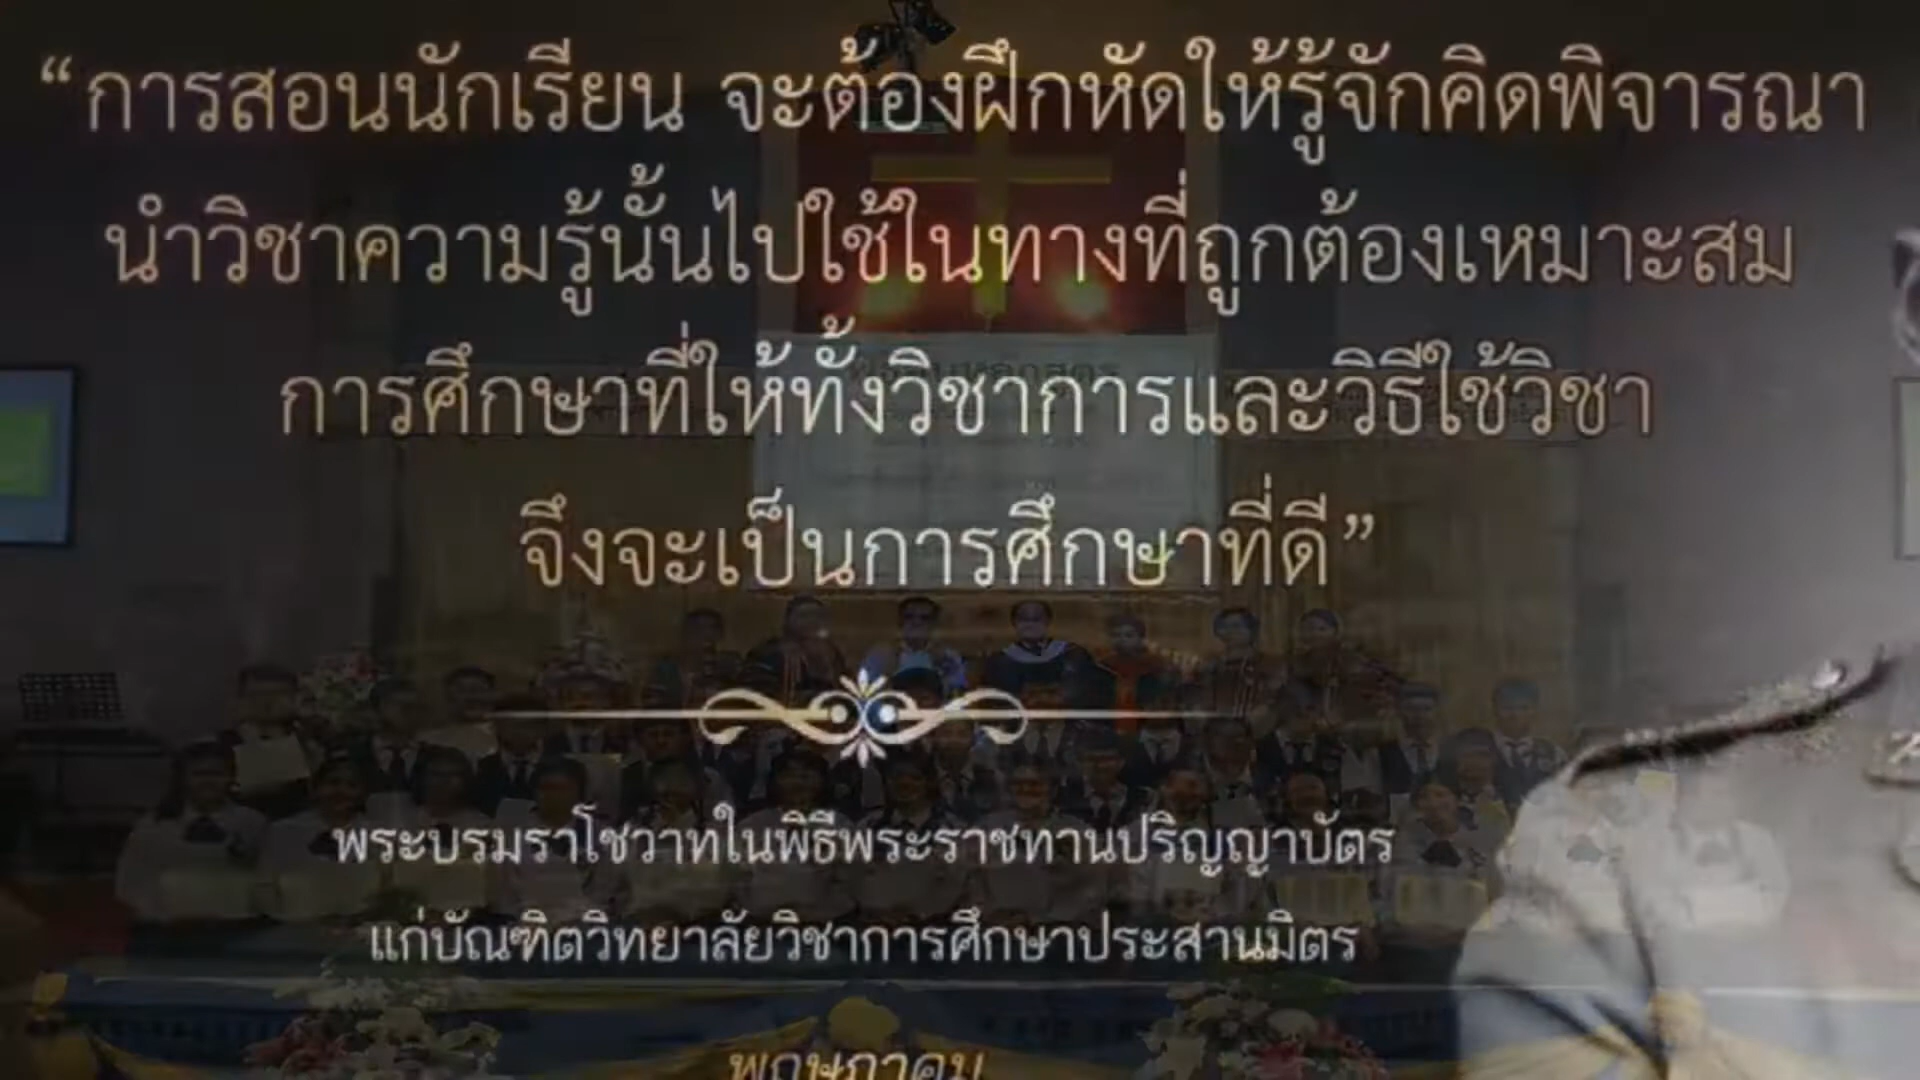 “การสอนนักเรียน จะต้องฝึกหัดให้รู้จักคิดพิจารณา
นำวิชาความรู้นั้นไปใช้ในทางที่ถูกต้องเหมาะสม
การศึกษาที่ให้ทั้งวิชาการและวิธีใช้วิชา
จึงจะเป็นการศึกษาที่ดี”
พระบรมราโชวาทในพิธีพระราชทานปริญญาบัตร
แก่บัณฑิตวิทยาลัยวิชาการศึกษาประสานมิตร
พฤษภาคม